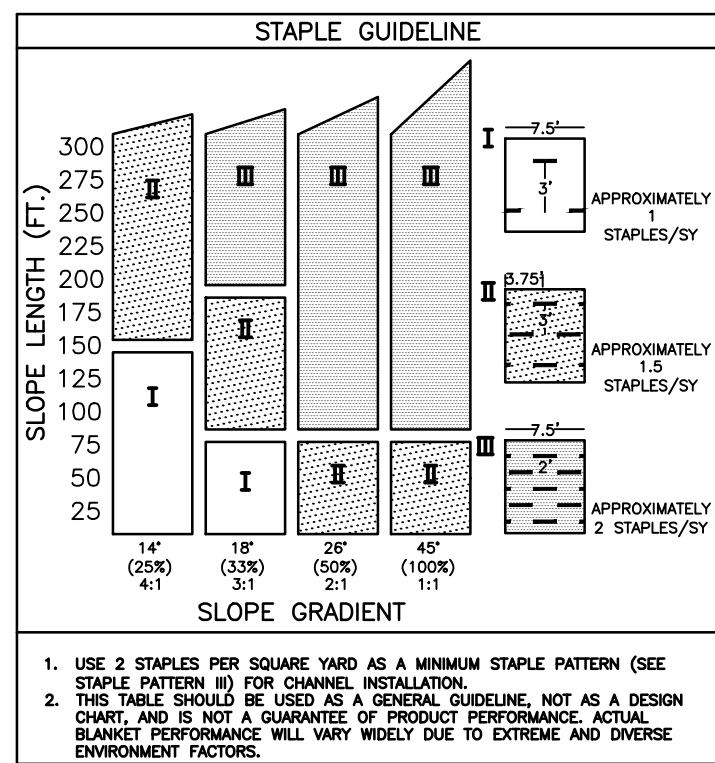 STAPLE GUIDELINE
SLOPE LENGTH (FT.)
300
275
250
225
200
175
150
125
100
75
50
25
II
I
III
II
I
III
II
III
II
14°
(25%)
4:1
18°
(33%)
3:1
26°
(50%)
2:1
45°
(100%)
1:1
SLOPE GRADIENT
I
7.5'
3'
APPROXIMATELY
1
STAPLES/SY
II
3.75'
3'
APPROXIMATELY
1.5
STAPLES/SY
III
7.5'
2'
APPROXIMATELY
2 STAPLES/SY
1. USE 2 STAPLES PER SQUARE YARD AS A MINIMUM STAPLE PATTERN (SEE
STAPLE PATTERN III) FOR CHANNEL INSTALLATION.
2. THIS TABLE SHOULD BE USED AS A GENERAL GUIDELINE, NOT AS A DESIGN
CHART, AND IS NOT A GUARANTEE OF PRODUCT PERFORMANCE. ACTUAL
BLANKET PERFORMANCE WILL VARY WIDELY DUE TO EXTREME AND DIVERSE
ENVIRONMENT FACTORS.